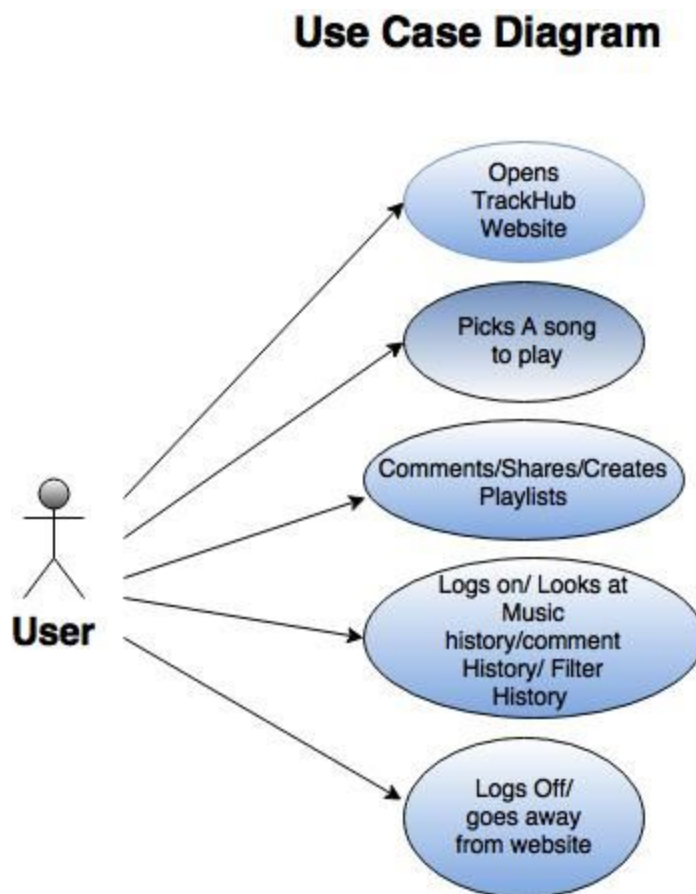 Use Case Diagram
Opens
TrackHub
Website
Picks A song
to play
Comments/Shares/Creates
Playlists
Logs on/ Looks at
Music
history/comment
History/ Filter
History
User
Logs Off/
goes away
from website